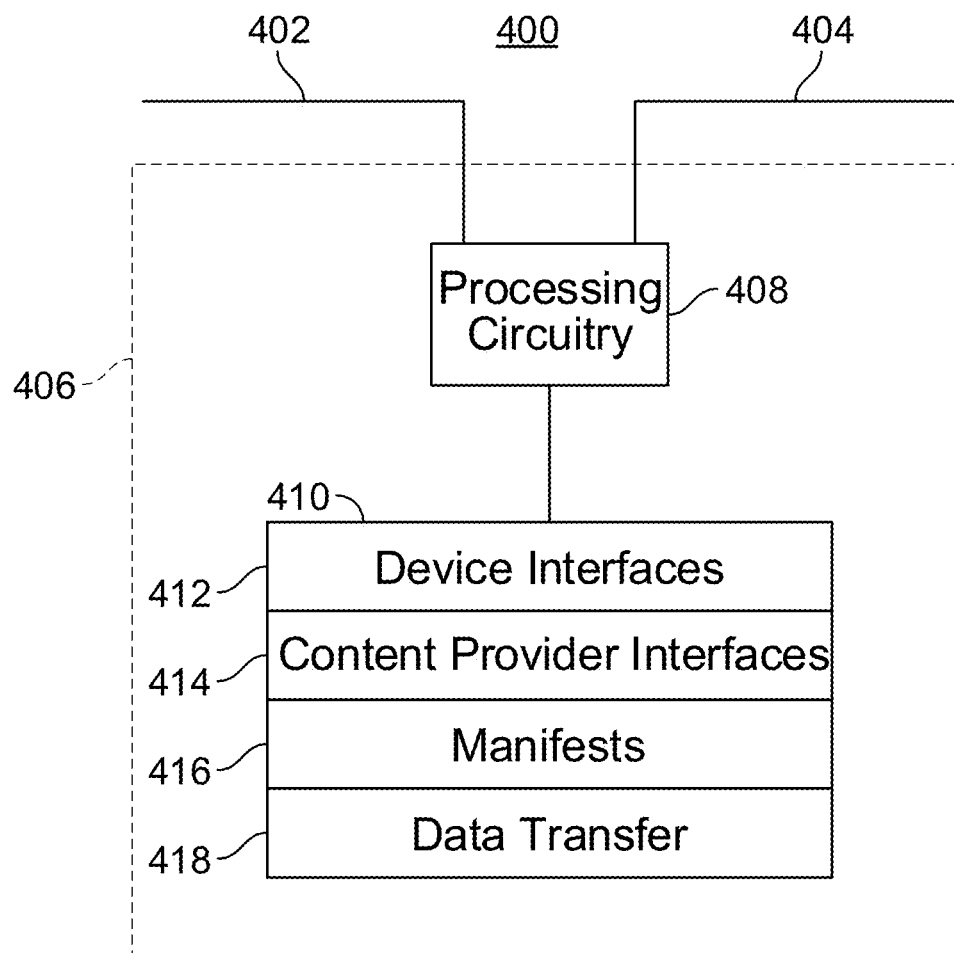 402
400
404
Processing
Circuitry
408
406
410
Device Interfaces
412
Content Provider Interfaces
414
Manifests
416
Data Transfer
418